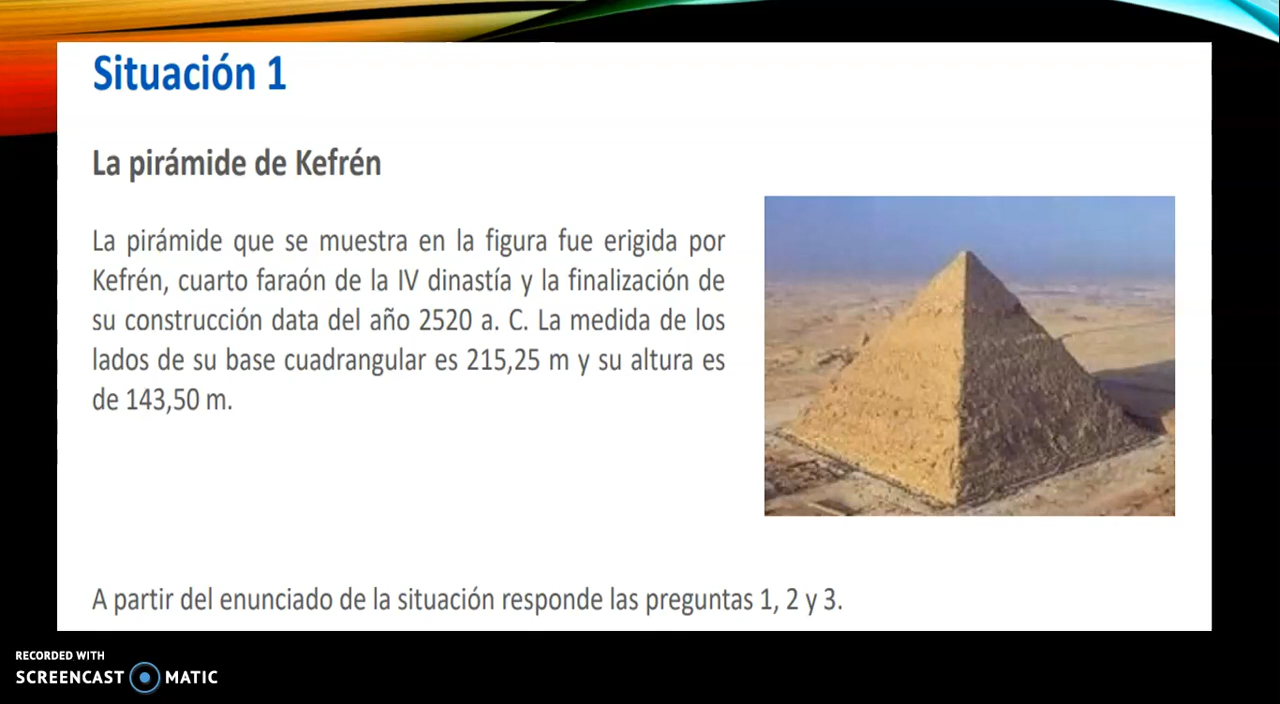 Situación 1
La pirámide de Kefrén
La pirámide que se muestra en la figura fue erigida por
Kefrén, cuarto faraón de la IV dinastía y la finalización de
su construcción data del año 2520 a. C. La medida de los
lados de su base cuadrangular es 215,25 m y su altura es
de 143,50 m.
A partir del enunciado de la situación responde las preguntas 1, 2 y 3.
RECORDED WITH
SCREENCAST MATIC